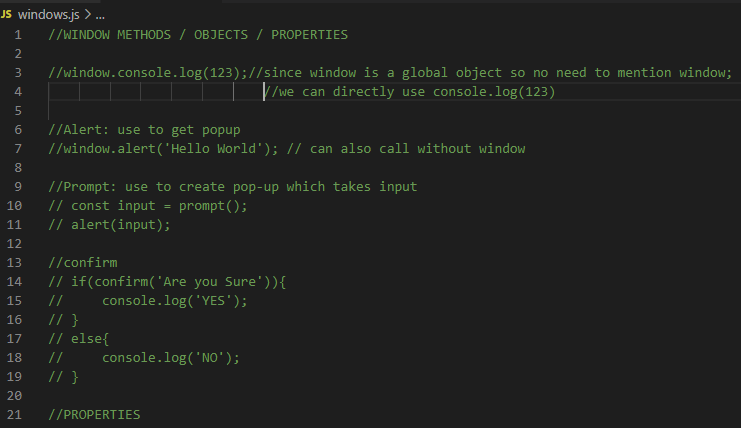 JS windows.js > ...
1 //WINDOW METHODS / OBJECTS / PROPERTIES
2
3 //window.console.log(123);//since window is a global object so no need to mention window;
4 //we can directly use console.log(123)
5
6 //Alert: use to get popup
7 //window.alert('Hello World'); // can also call without window
8
9 //Prompt: use to create pop-up which takes input
10 // const input = prompt();
11 // alert(input);
12
13 //confirm
14 // if(confirm('Are you Sure')){
15 //     console.log('YES');
16 // }
17 // else{
18 //     console.log('NO');
19 // }
20
21 //PROPERTIES